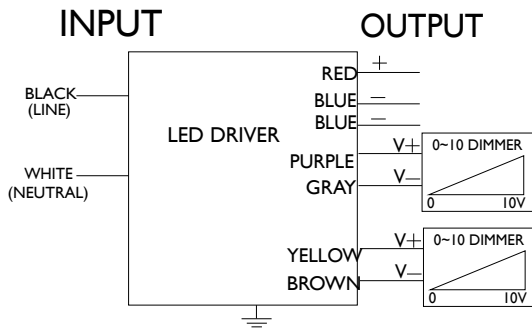 INPUT
OUTPUT
BLACK
(LINE)
WHITE
(NEUTRAL)
LED DRIVER
RED +
BLUE −
BLUE −
PURPLE V+
GRAY V−
0~10 DIMMER
0 10V
YELLOW V+
BROWN V−
0~10 DIMMER
0 10V